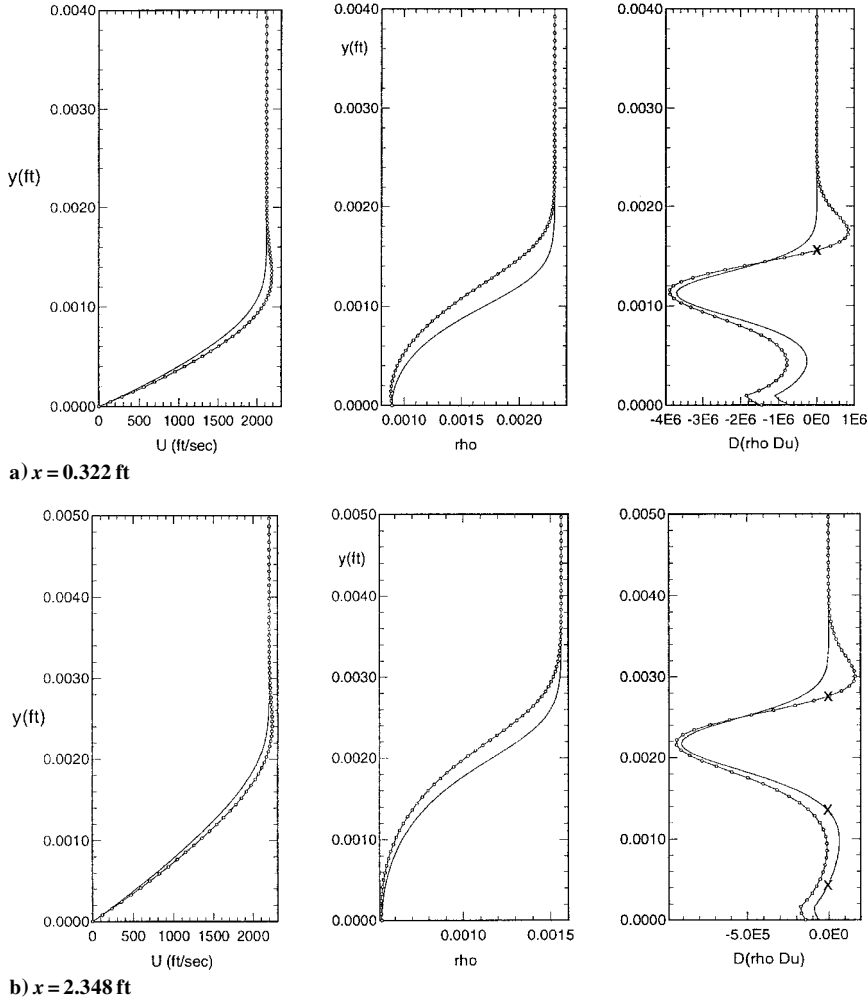 0.0040
0.0030
y(ft)
0.0020
0.0010
0.0000
0 500 1000 1500 2000
U (ft/sec)
0.0040
y(ft)
0.0030
0.0020
0.0010
0.0000
0.0010 0.0015 0.0020
rho
0.0040
0.0030
0.0020
X
0.0010
0.0000
-4E6 -3E6 -2E6 -1E6 0E0 1E6
D(rho Du)
a) x = 0.322 ft
0.0050
0.0040
0.0030
y(ft)
0.0020
0.0010
0.0000
0 500 1000 1500 2000
U (ft/sec)
0.0050
y(ft)
0.0040
0.0030
0.0020
0.0010
0.0000
0.0010 0.0015
rho
0.0050
0.0040
0.0030
X
0.0020
X
0.0010
X
0.0000
-5.0E5 0.0E0
D(rho Du)
b) x = 2.348 ft